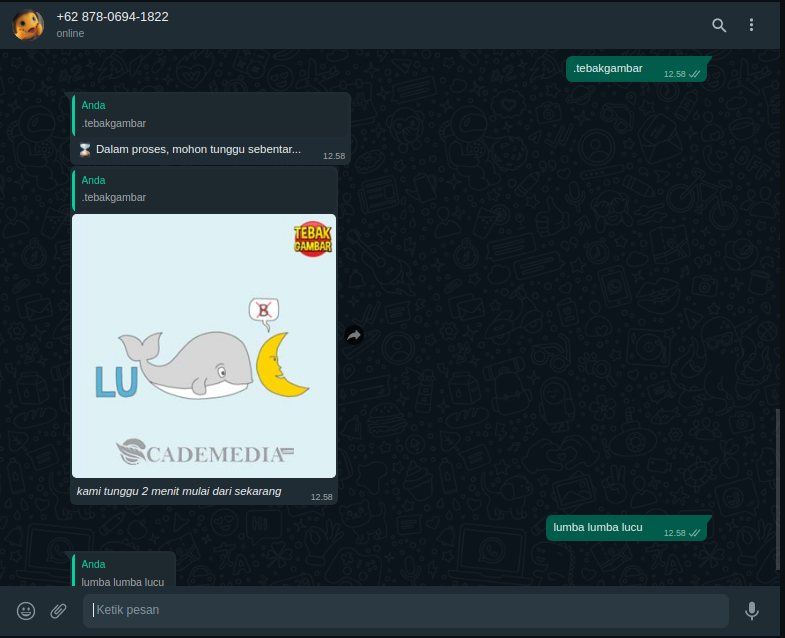 +62 878-0694-1822
online
.tebakgambar
12.58
Anda
.tebakgambar
Dalam proses, mohon tunggu sebentar...
12.58
Anda
.tebakgambar
TEBAK
GAMBAR
B
LU
CADEMEDIA
kami tunggu 2 menit mulai dari sekarang
12.58
lumba lumba lucu
12.58
Anda
lumba lumba lucu
Ketik pesan